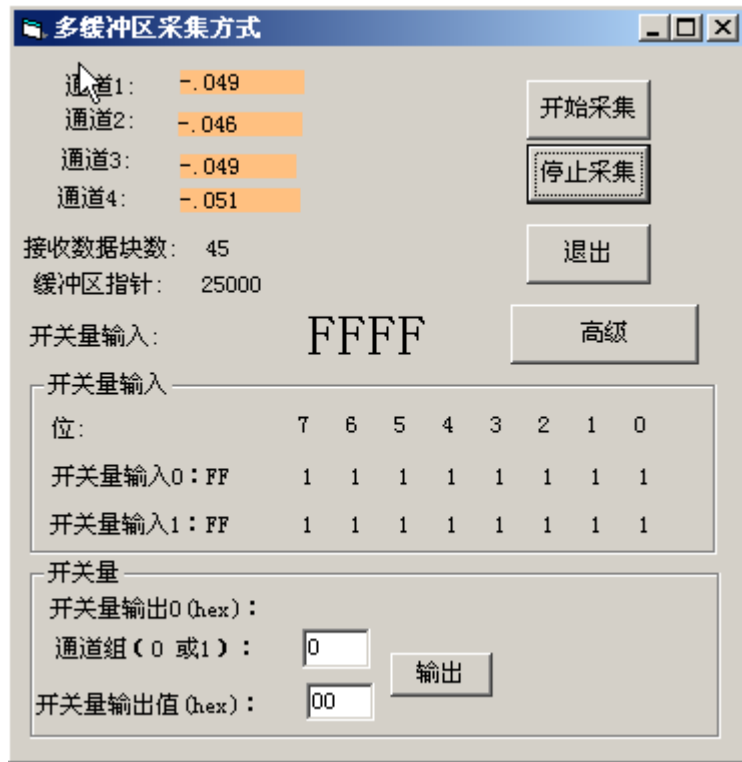 多缓冲区采集方式
通道1: -.049
开始采集
通道2: -.046
通道3: -.049
停止采集
通道4: -.051
接收数据块数: 45
退出
缓冲区指针: 25000
开关量输入: FFFF
高级
开关量输入
位: 7 6 5 4 3 2 1 0
开关量输入0：FF 1 1 1 1 1 1 1 1
开关量输入1：FF 1 1 1 1 1 1 1 1
开关量
开关量输出0(hex)：
通道组(0 或1)： 0
输出
开关量输出值(hex)： 00